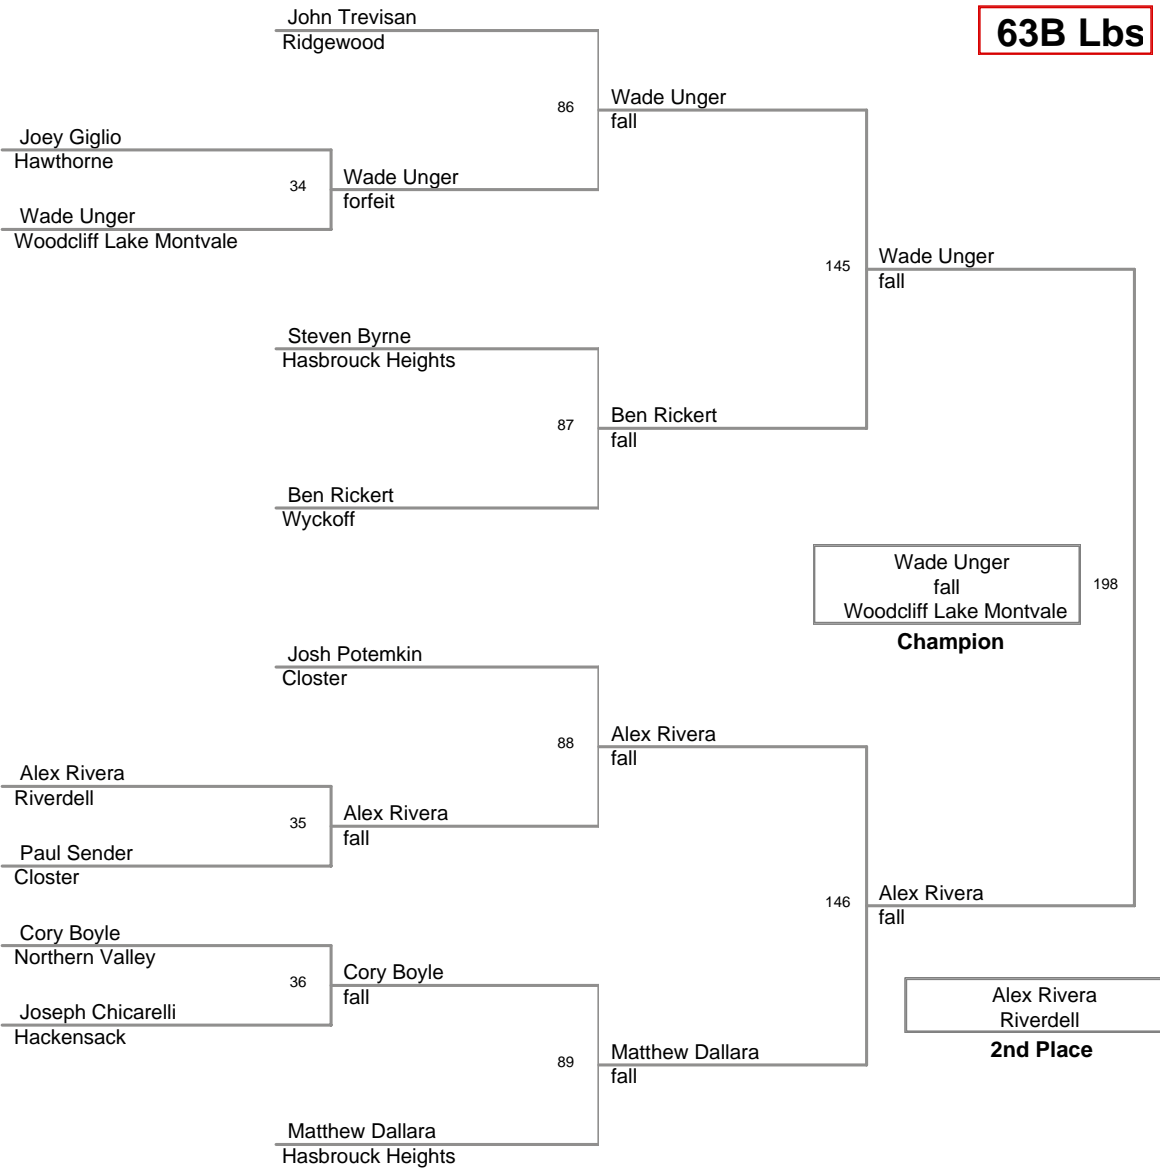 John Trevisan
Ridgewood
63B Lbs
86
Wade Unger
fall
Joey Giglio
Hawthorne
34
Wade Unger
forfeit
Wade Unger
Woodcliff Lake Montvale
145
Wade Unger
fall
Steven Byrne
Hasbrouck Heights
87
Ben Rickert
fall
Ben Rickert
Wyckoff
Wade Unger
fall
Woodcliff Lake Montvale
Champion
198
Josh Potemkin
Closter
88
Alex Rivera
fall
Alex Rivera
Riverdell
35
Alex Rivera
fall
Paul Sender
Closter
146
Alex Rivera
fall
Cory Boyle
Northern Valley
36
Cory Boyle
fall
Joseph Chicarelli
Hackensack
Alex Rivera
Riverdell
2nd Place
89
Matthew Dallara
fall
Matthew Dallara
Hasbrouck Heights